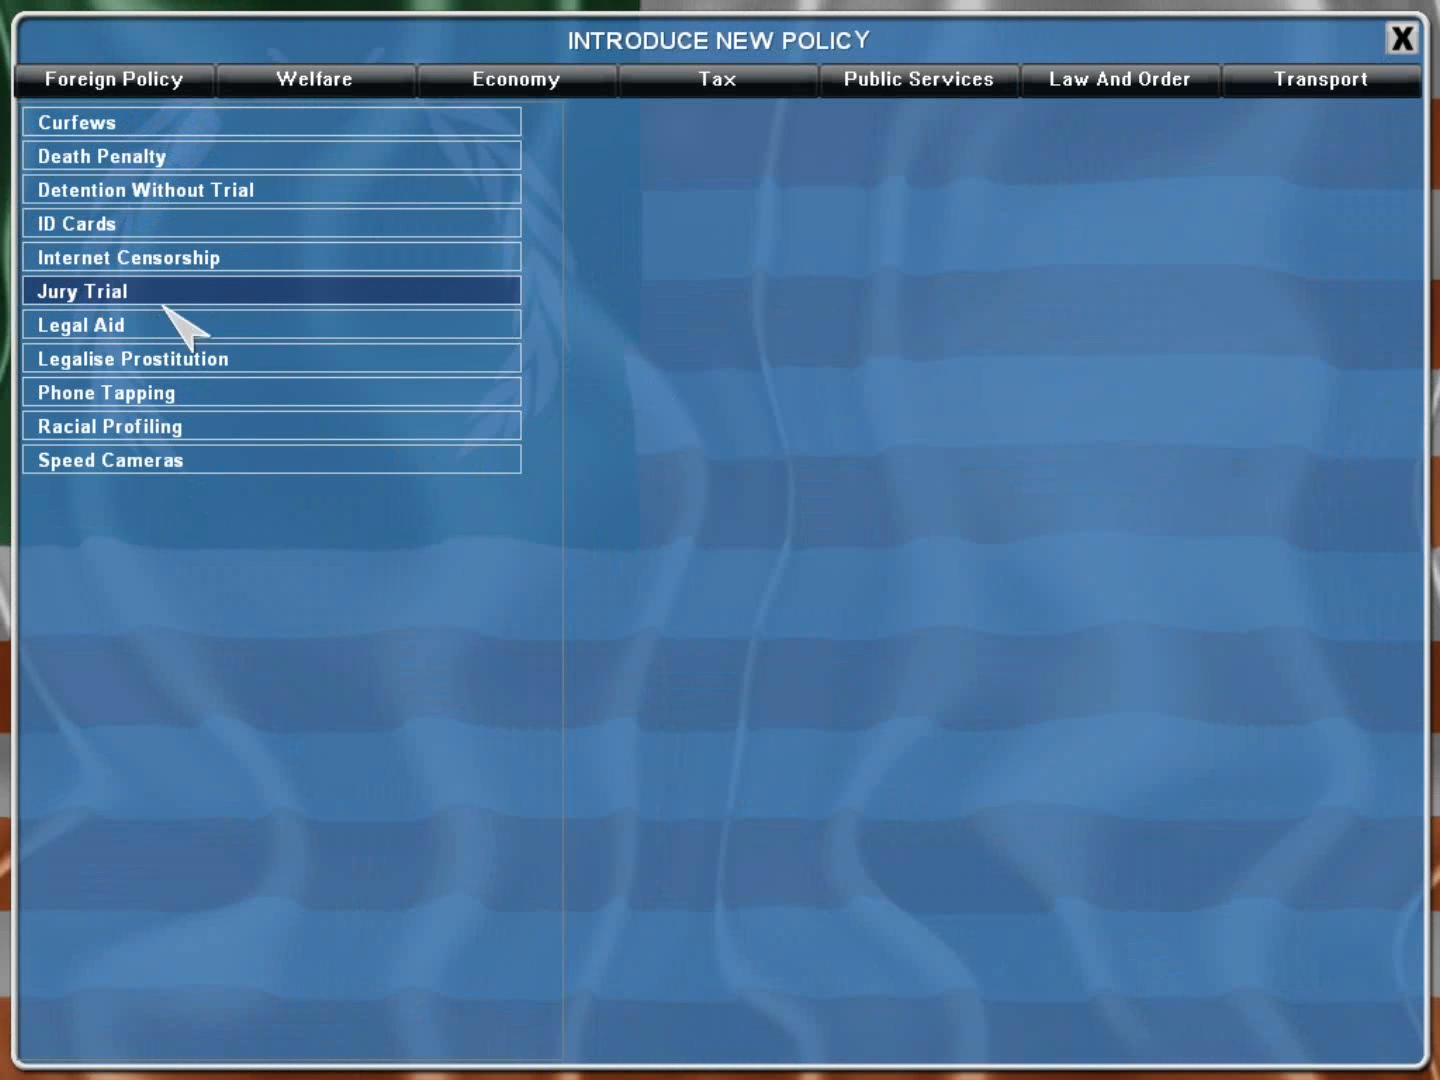 INTRODUCE NEW POLICY
X
Foreign Policy Welfare Economy Tax Public Services Law And Order Transport
Curfews
Death Penalty
Detention Without Trial
ID Cards
Internet Censorship
Jury Trial
Legal Aid
Legalise Prostitution
Phone Tapping
Racial Profiling
Speed Cameras